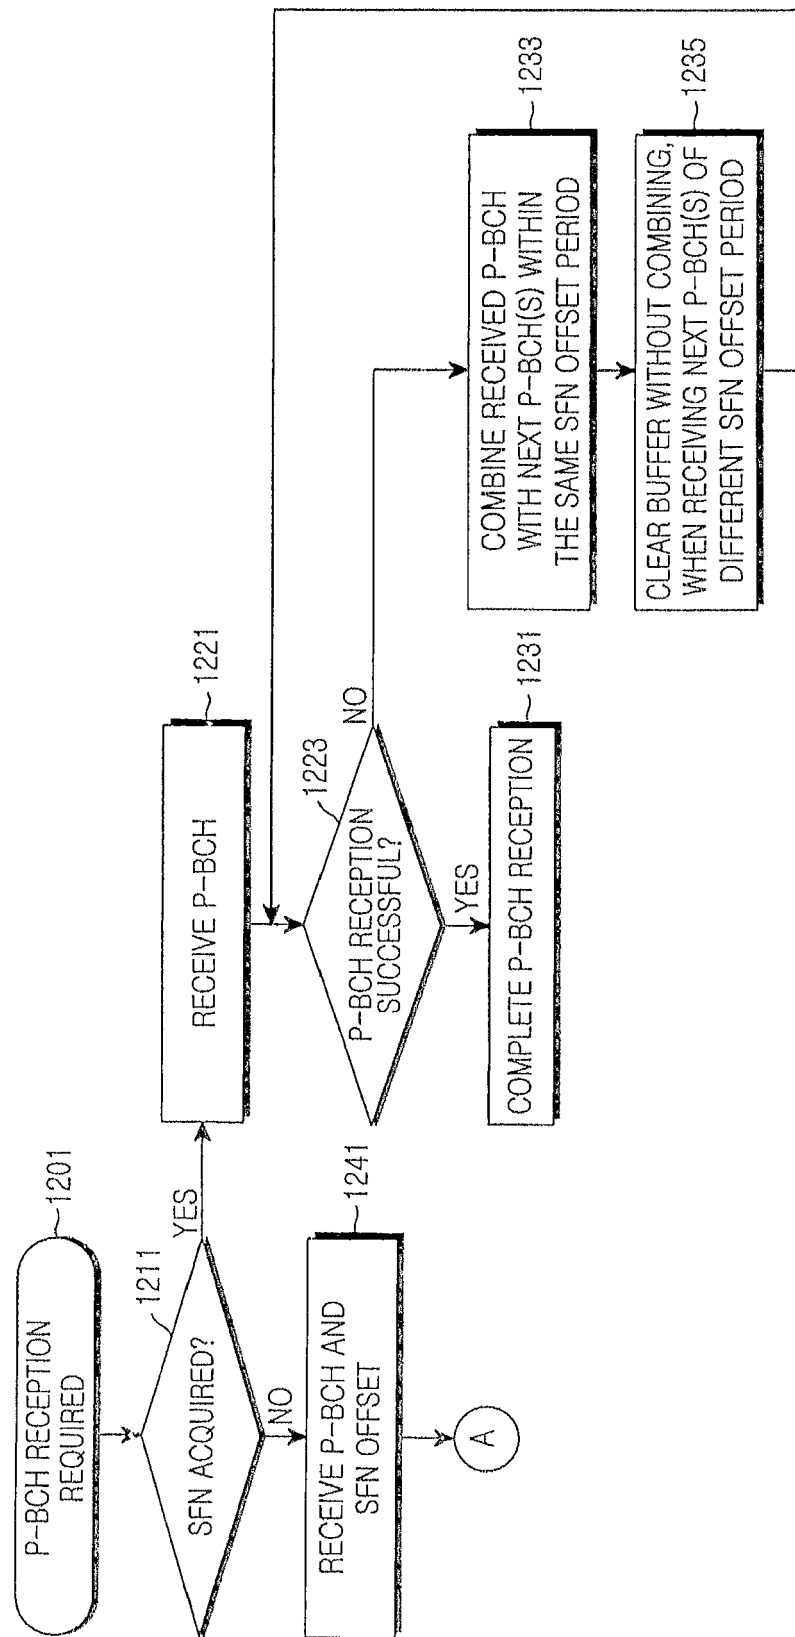 P-BCH RECEPTION
REQUIRED
1201
SFN ACQUIRED?
1211
YES
NO
RECEIVE P-BCH AND
SFN OFFSET
1241
A
RECEIVE P-BCH
1221
P-BCH RECEPTION
SUCCESSFUL?
1223
NO
YES
COMPLETE P-BCH RECEPTION
1231
COMBINE RECEIVED P-BCH
WITH NEXT P-BCH(S) WITHIN
THE SAME SFN OFFSET PERIOD
1233
CLEAR BUFFER WITHOUT COMBINING,
WHEN RECEIVING NEXT P-BCH(S) OF
DIFFERENT SFN OFFSET PERIOD
1235